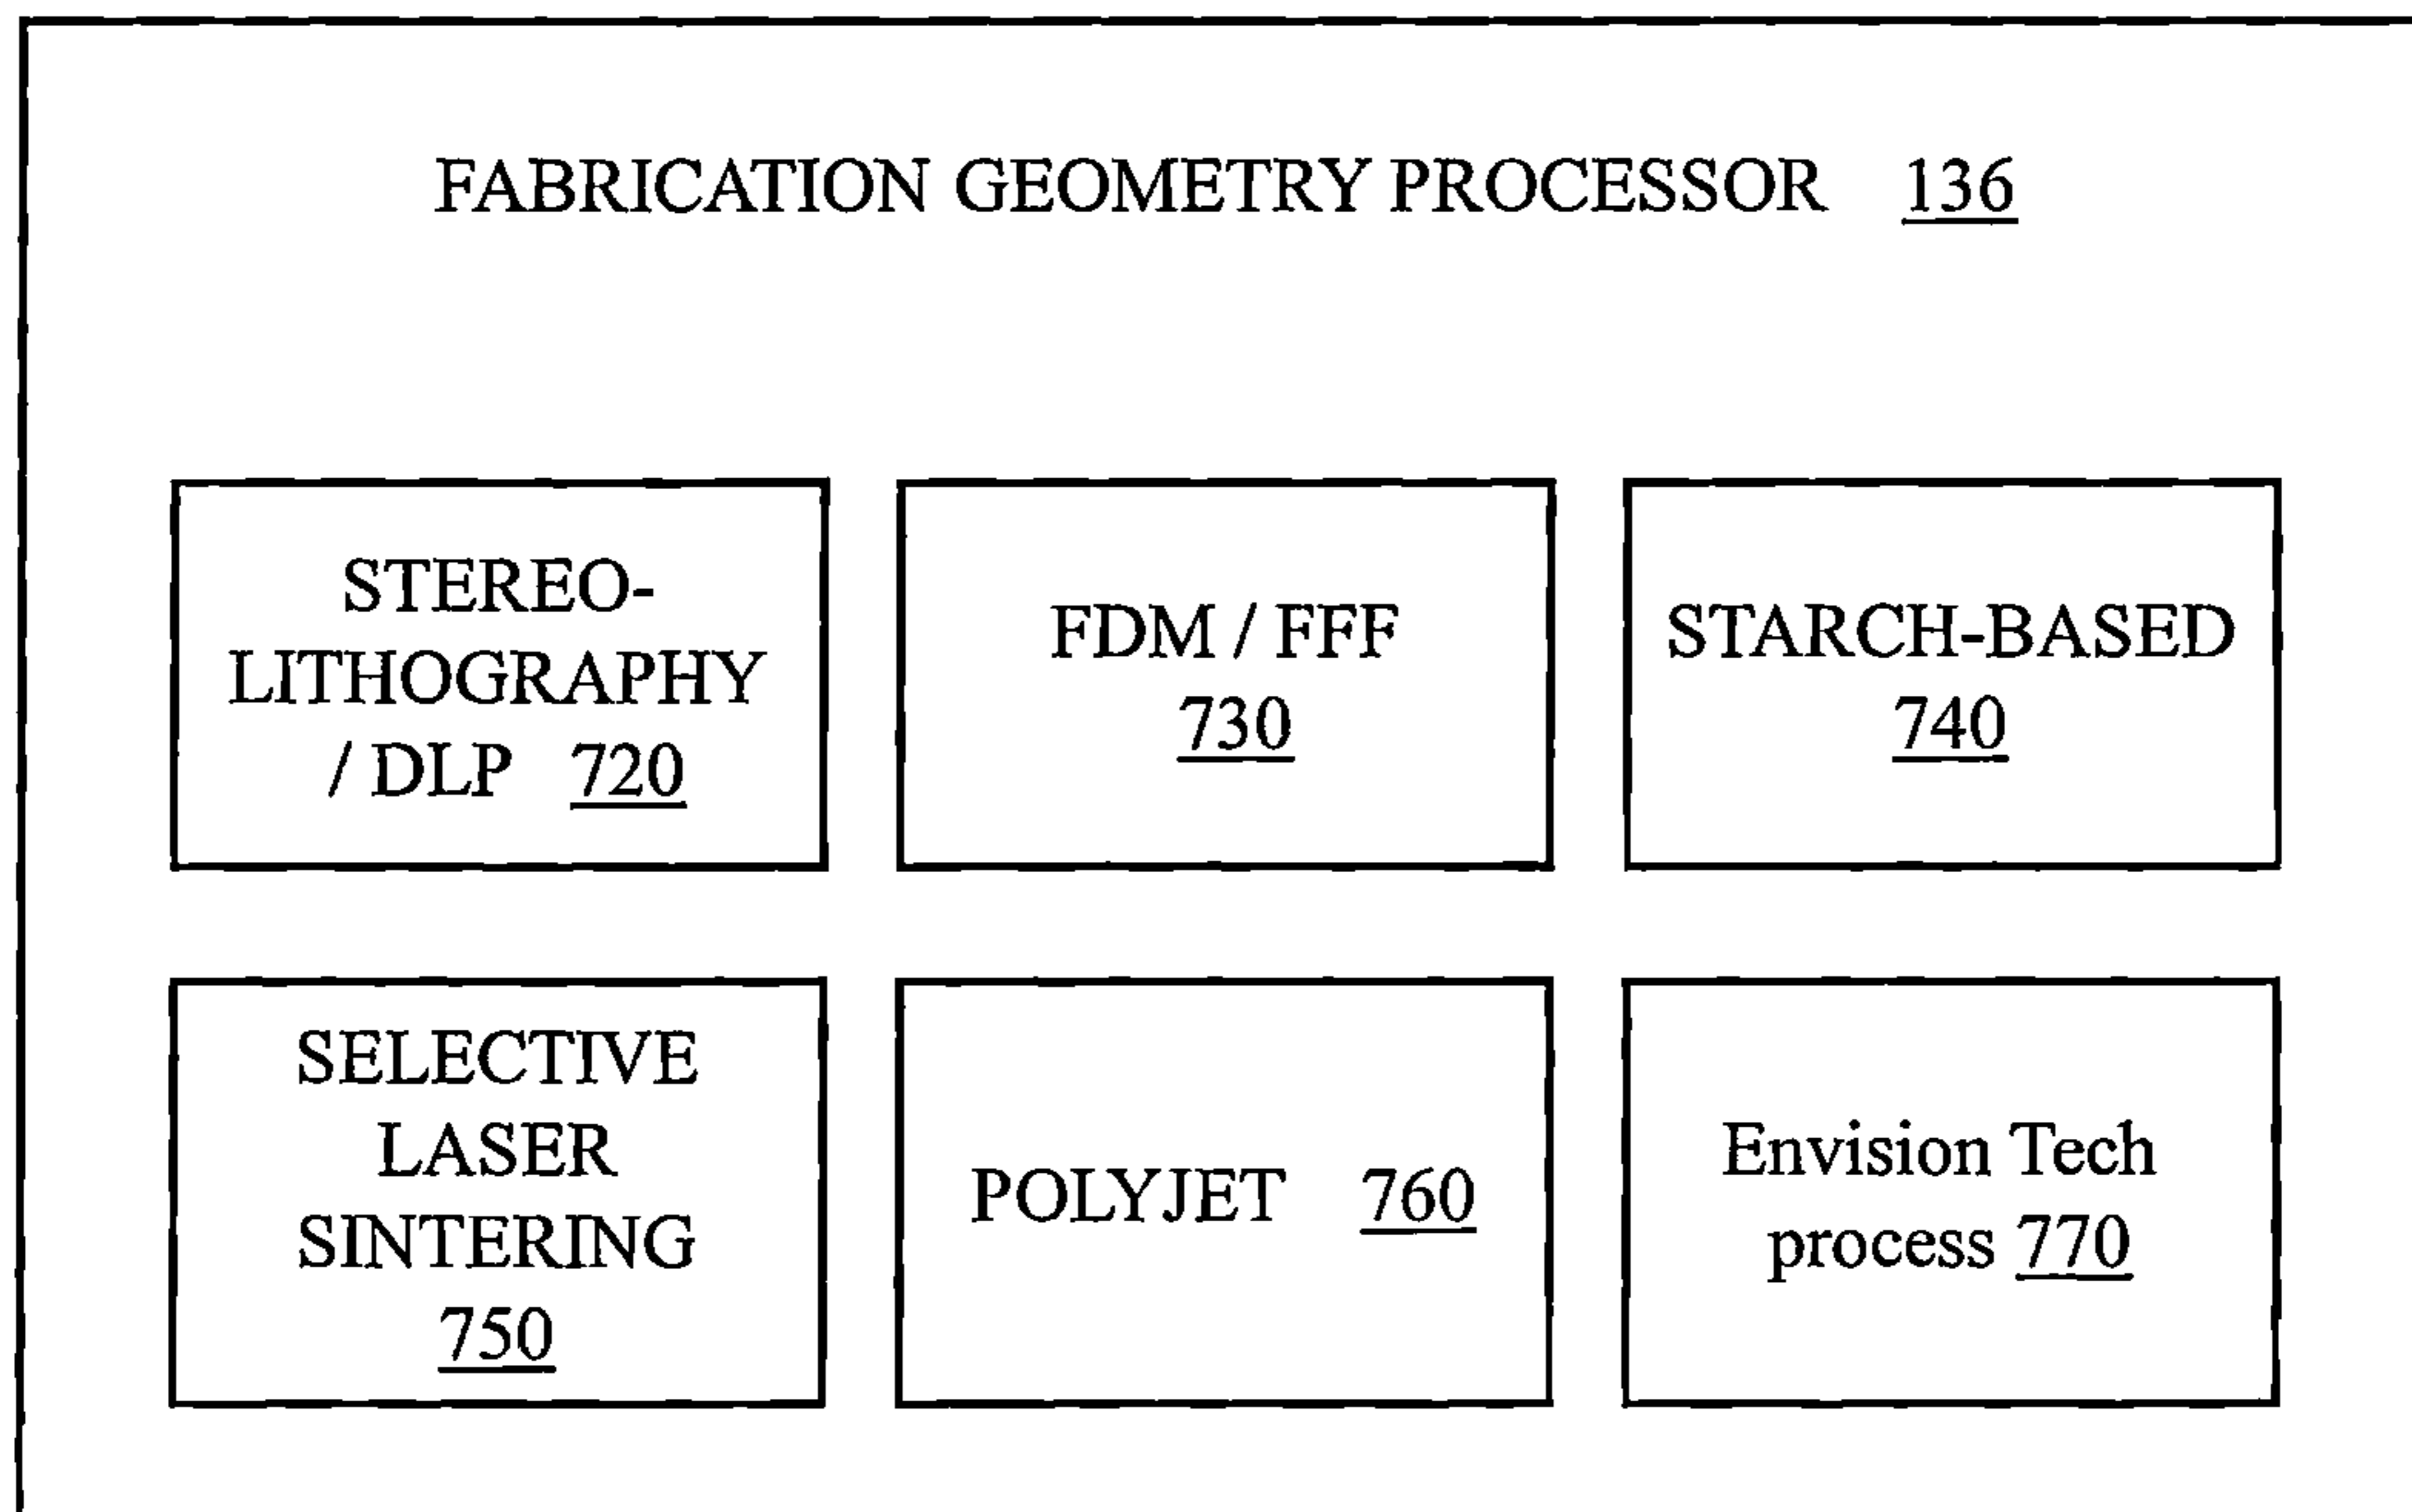 FABRICATION GEOMETRY PROCESSOR 136
STEREO-
LITHOGRAPHY
/ DLP 720
FDM / FFF
730
STARCH-BASED
740
SELECTIVE
LASER
SINTERING
750
POLYJET 760
Envision Tech
process 770